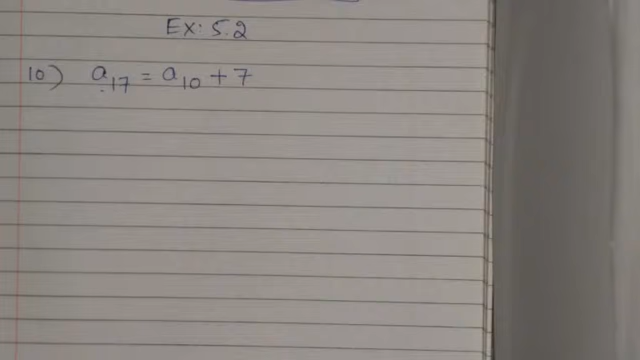 Ex: 5.2
10) a₁₇ = a₁₀ + 7